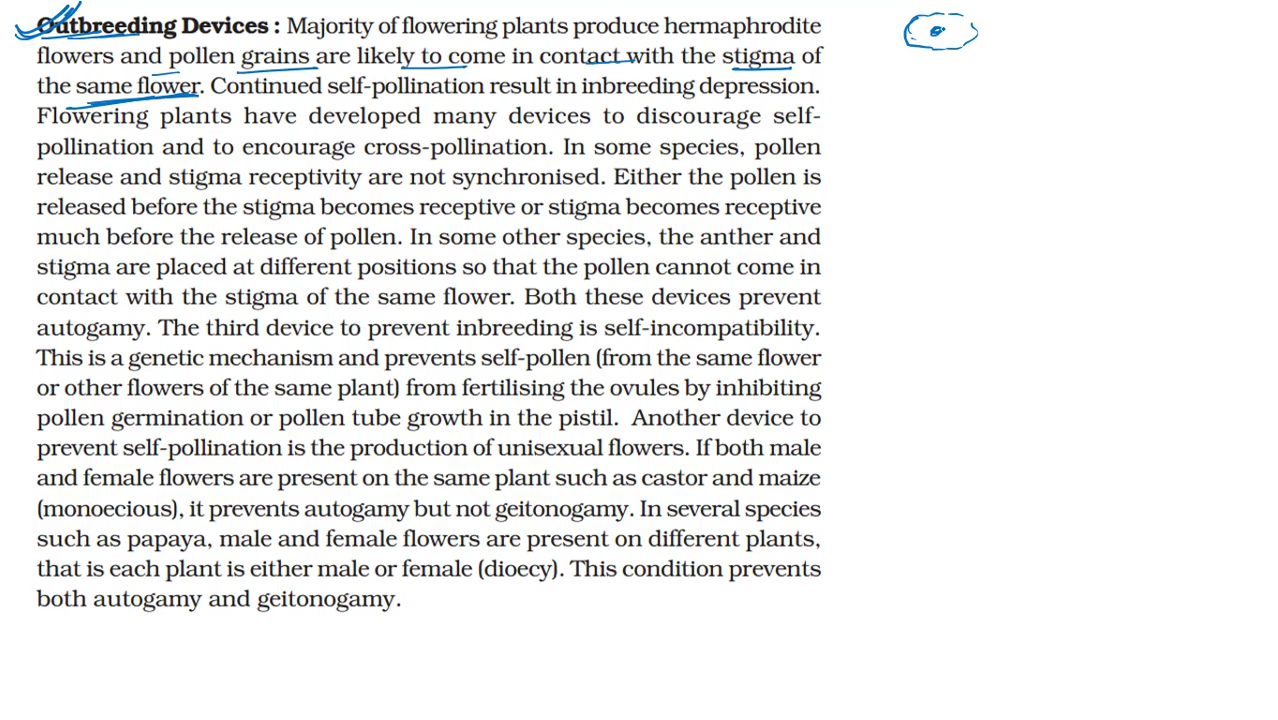 Outbreeding Devices : Majority of flowering plants produce hermaphrodite
flowers and pollen grains are likely to come in contact with the stigma of
the same flower. Continued self-pollination result in inbreeding depression.
Flowering plants have developed many devices to discourage self-
pollination and to encourage cross-pollination. In some species, pollen
release and stigma receptivity are not synchronised. Either the pollen is
released before the stigma becomes receptive or stigma becomes receptive
much before the release of pollen. In some other species, the anther and
stigma are placed at different positions so that the pollen cannot come in
contact with the stigma of the same flower. Both these devices prevent
autogamy. The third device to prevent inbreeding is self-incompatibility.
This is a genetic mechanism and prevents self-pollen (from the same flower
or other flowers of the same plant) from fertilising the ovules by inhibiting
pollen germination or pollen tube growth in the pistil. Another device to
prevent self-pollination is the production of unisexual flowers. If both male
and female flowers are present on the same plant such as castor and maize
(monoecious), it prevents autogamy but not geitonogamy. In several species
such as papaya, male and female flowers are present on different plants,
that is each plant is either male or female (dioecy). This condition prevents
both autogamy and geitonogamy.